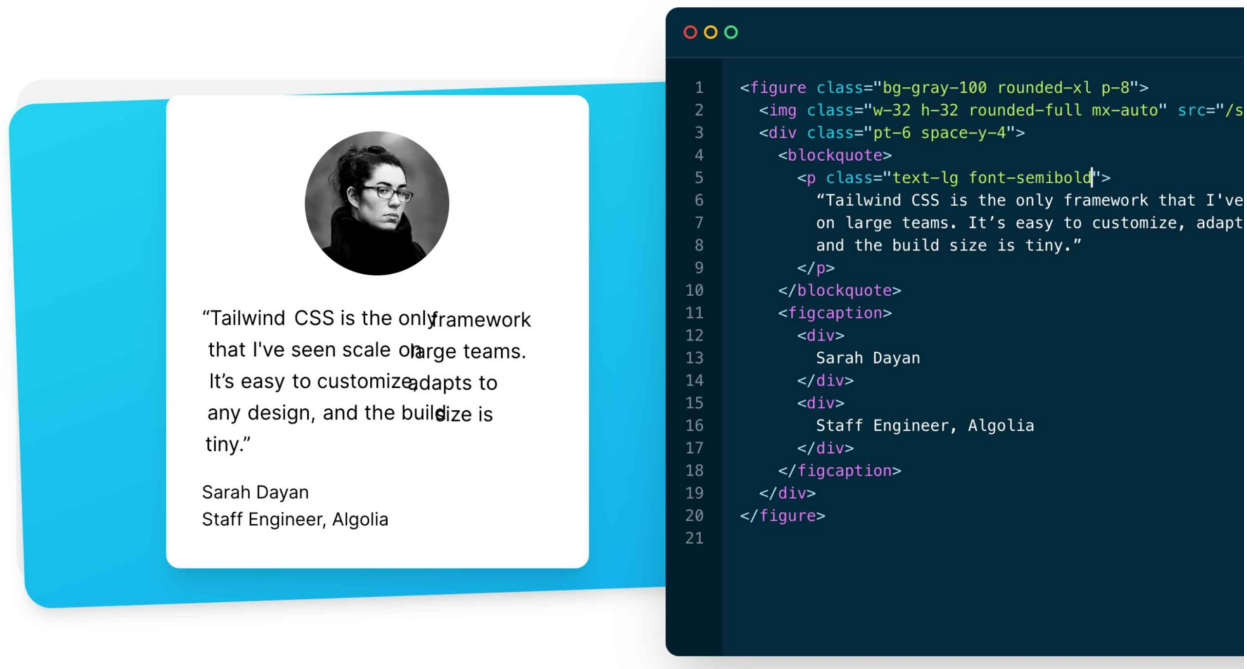 “Tailwind CSS is the only framework
that I've seen scale on large teams.
It’s easy to customize, adapts to
any design, and the build size is
tiny.”
Sarah Dayan
Staff Engineer, Algolia
1 <figure class="bg-gray-100 rounded-xl p-8">
2 <img class="w-32 h-32 rounded-full mx-auto" src="/s
3 <div class="pt-6 space-y-4">
4 <blockquote>
5 <p class="text-lg font-semibold">
6 “Tailwind CSS is the only framework that I've
7 on large teams. It’s easy to customize, adapt
8 and the build size is tiny.”
9 </p>
10 </blockquote>
11 <figcaption>
12 <div>
13 Sarah Dayan
14 </div>
15 <div>
16 Staff Engineer, Algolia
17 </div>
18 </figcaption>
19 </div>
20 </figure>
21